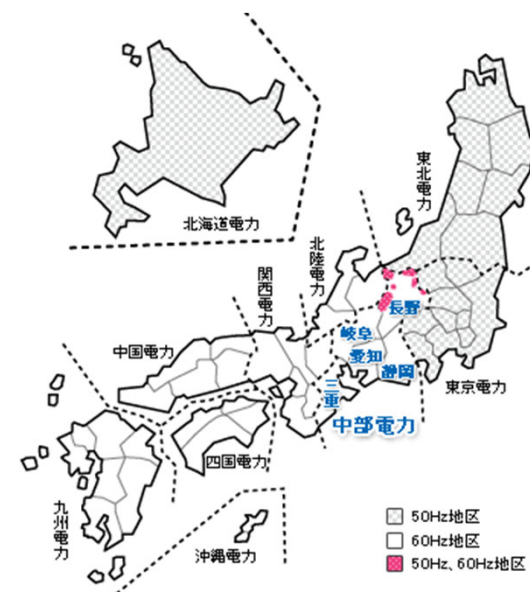 北海道電力
東北電力
北陸電力
関西電力
中国電力
長野
岐阜
愛知
静岡
三重
東京電力
中部電力
四国電力
九州電力
沖縄電力
50Hz地区
60Hz地区
50Hz、60Hz地区